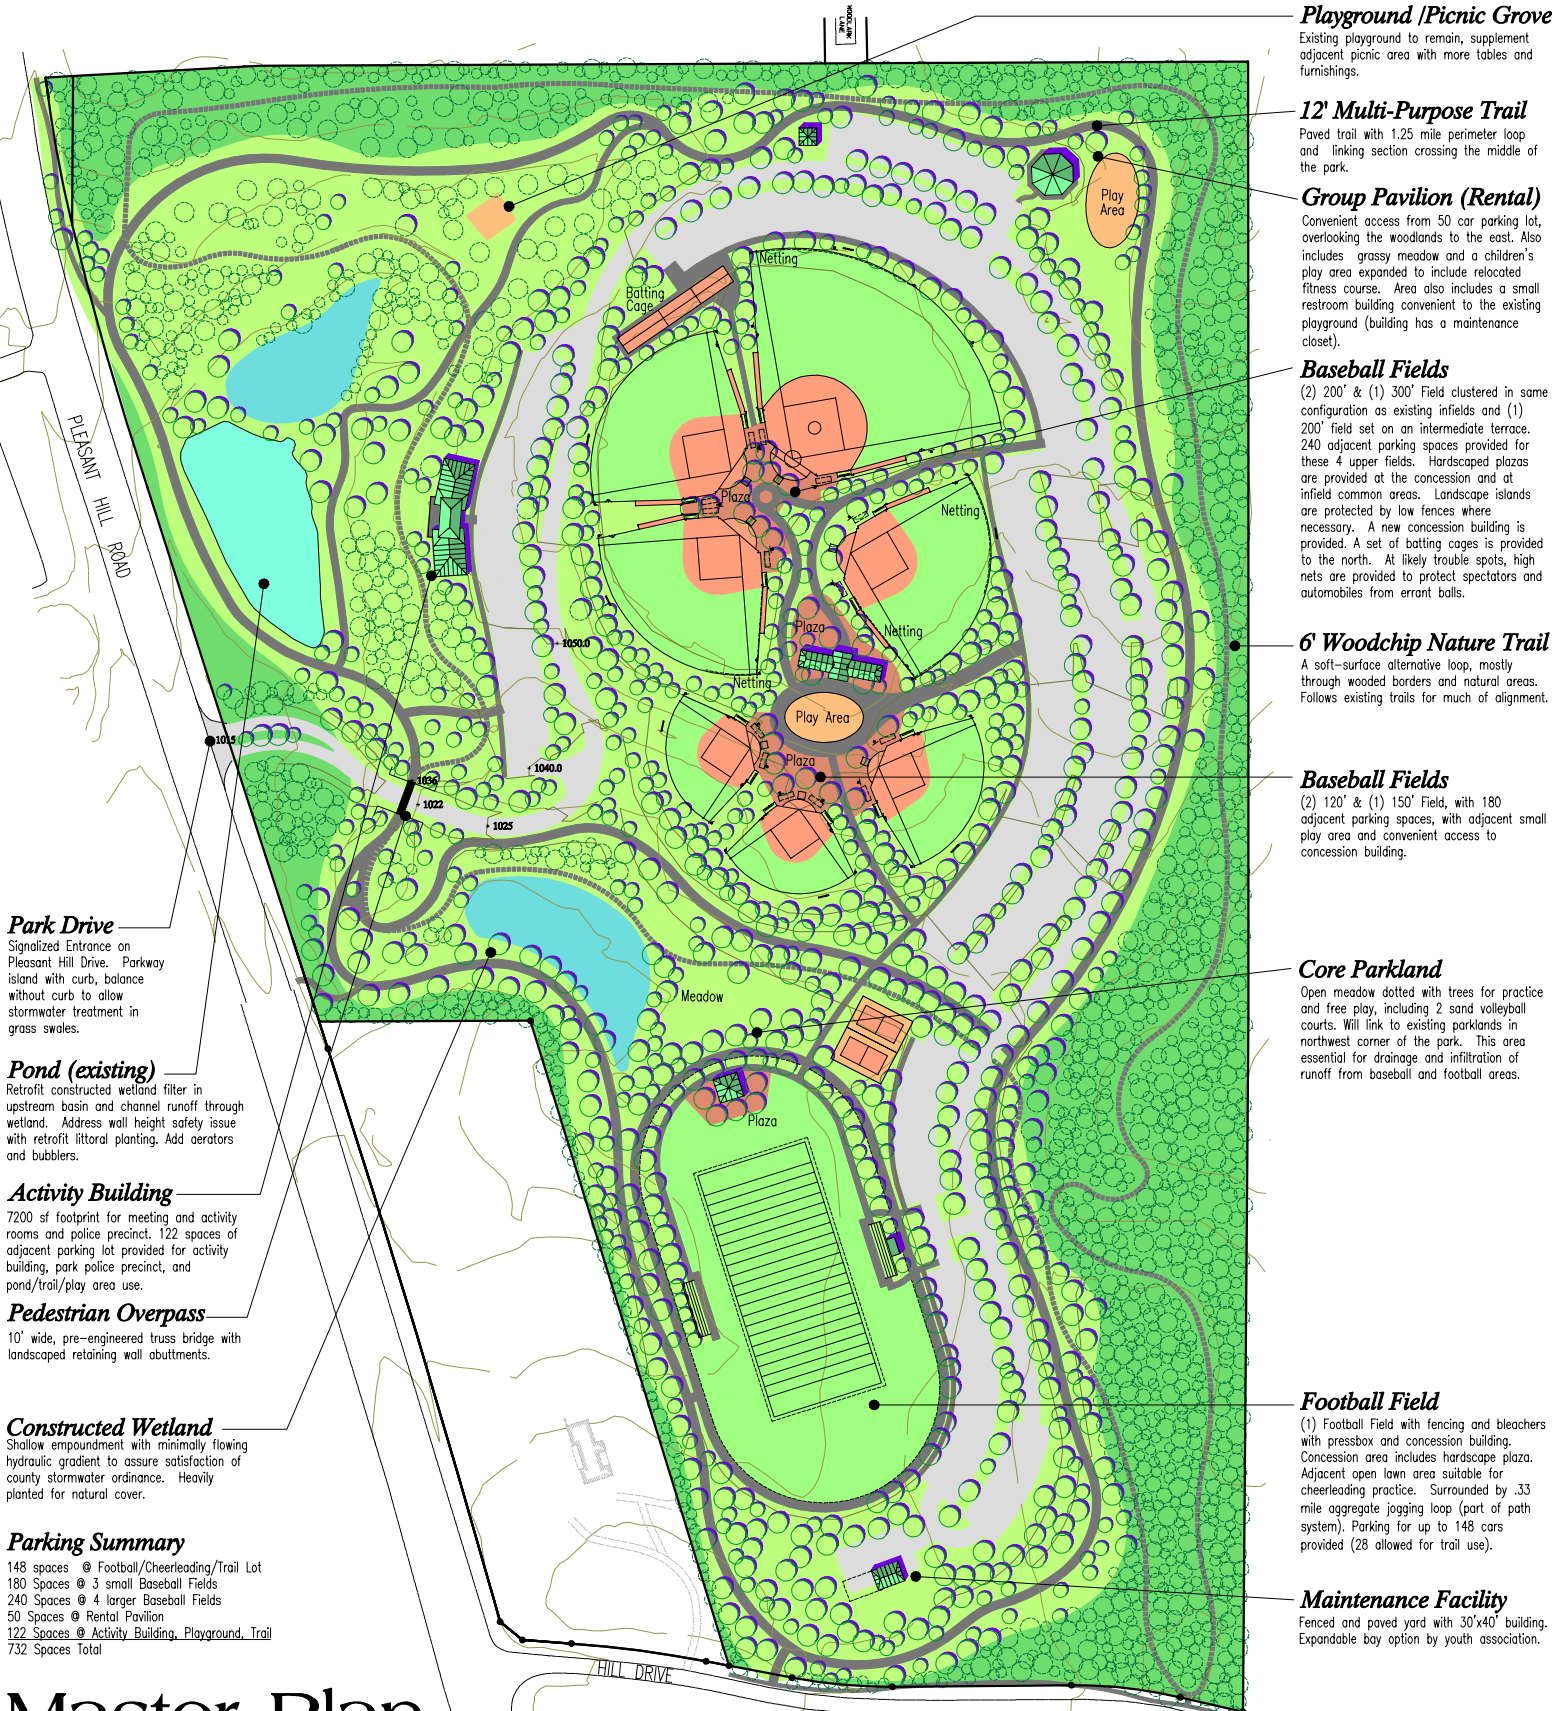 WOODLARK
LANE
Playground /Picnic Grove
Existing playground to remain, supplement
adjacent picnic area with more tables and
furnishings.
12' Multi-Purpose Trail
Paved trail with 1.25 mile perimeter loop
and linking section crossing the middle of
the park.
Group Pavilion (Rental)
Convenient access from 50 car parking lot,
overlooking the woodlands to the east. Also
includes grassy meadow and a children's
play area expanded to include relocated
fitness course. Area also includes a small
restroom building convenient to the existing
playground (building has a maintenance
closet).
Baseball Fields
(2) 200' & (1) 300' Field clustered in same
configuration as existing infields and (1)
200' field set on an intermediate terrace.
240 adjacent parking spaces provided for
these 4 upper fields. Hardscaped plazas
are provided at the concession and at
infield common areas. Landscape islands
are protected by low fences where
necessary. A new concession building is
provided. A set of batting cages is provided
to the north. At likely trouble spots, high
nets are provided to protect spectators and
automobiles from errant balls.
6' Woodchip Nature Trail
A soft-surface alternative loop, mostly
through wooded borders and natural areas.
Follows existing trails for much of alignment.
Baseball Fields
(2) 120' & (1) 150' Field, with 180
adjacent parking spaces, with adjacent small
play area and convenient access to
concession building.
Core Parkland
Open meadow dotted with trees for practice
and free play, including 2 sand volleyball
courts. Will link to existing parklands in
northwest corner of the park. This area
essential for drainage and infiltration of
runoff from baseball and football areas.
Football Field
(1) Football Field with fencing and bleachers
with pressbox and concession building.
Concession area includes hardscape plaza.
Adjacent open lawn area suitable for
cheerleading practice. Surrounded by .33
mile aggregate jogging loop (part of path
system). Parking for up to 148 cars
provided (28 allowed for trail use).
Maintenance Facility
Fenced and paved yard with 30'x40' building.
Expandable bay option by youth association.
Play
Area
Netting
Batting
Cage
Plaza
Netting
Plaza
Netting
Netting
Play Area
Plaza
1050.0
1040.0
1015
1036
1022
1025
Meadow
Plaza
PLEASANT HILL ROAD
HILL DRIVE
Park Drive
Signalized Entrance on
Pleasant Hill Drive. Parkway
island with curb, balance
without curb to allow
stormwater treatment in
grass swales.
Pond (existing)
Retrofit constructed wetland filter in
upstream basin and channel runoff through
wetland. Address wall height safety issue
with retrofit littoral planting. Add aerators
and bubblers.
Activity Building
7200 sf footprint for meeting and activity
rooms and police precinct. 122 spaces of
adjacent parking lot provided for activity
building, park police precinct, and
pond/trail/play area use.
Pedestrian Overpass
10' wide, pre-engineered truss bridge with
landscaped retaining wall abuttments.
Constructed Wetland
Shallow empoundment with minimally flowing
hydraulic gradient to assure satisfaction of
county stormwater ordinance. Heavily
planted for natural cover.
Parking Summary
148 spaces @ Football/Cheerleading/Trail Lot
180 Spaces @ 3 small Baseball Fields
240 Spaces @ 4 larger Baseball Fields
50 Spaces @ Rental Pavilion
122 Spaces @ Activity Building, Playground, Trail
732 Spaces Total
Master Plan